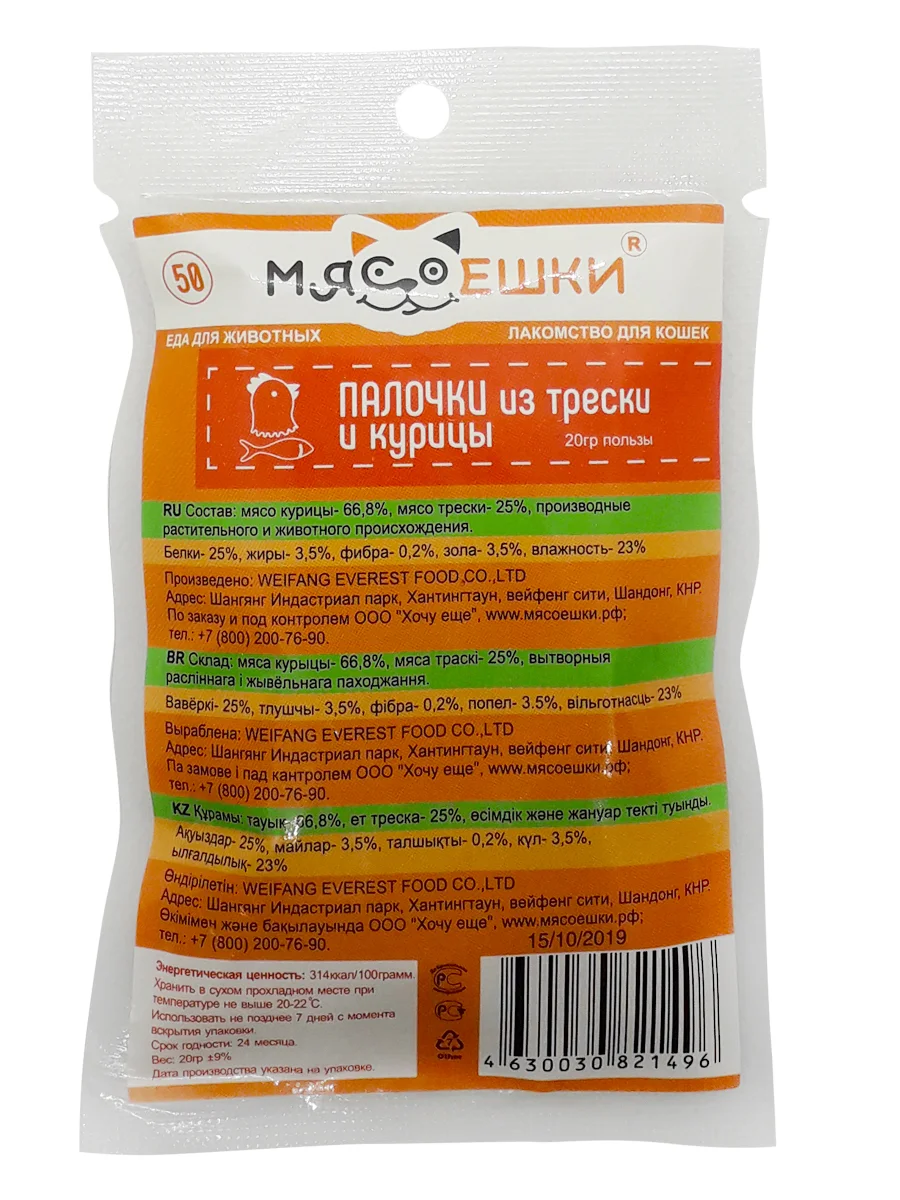 50
МЯСОЕШКИ ®
ЕДА ДЛЯ ЖИВОТНЫХ
ЛАКОМСТВО ДЛЯ КОШЕК
ПАЛОЧКИ из трески
и курицы
20гр пользы
RU Состав: мясо курицы- 66,8%, мясо трески- 25%, производные
растительного и животного происхождения.
Белки- 25%, жиры- 3,5%, фибра- 0,2%, зола- 3,5%, влажность- 23%
Произведено: WEIFANG EVEREST FOOD CO.,LTD
Адрес: Шангянг Индастриал парк, Хантингтаун, вейфенг сити, Шандонг, КНР.
По заказу и под контролем ООО "Хочу еще", www.мясоешки.рф;
тел.: +7 (800) 200-76-90.
BR Склад: мяса курыцы- 66,8%, мяса траскі- 25%, вытворныя
расліннага і жывёльнага паходжання.
Вавёркі- 25%, тлушчы- 3,5%, фібра- 0,2%, попел- 3.5%, вільготнасць- 23%
Выраблена: WEIFANG EVEREST FOOD CO.,LTD
Адрас: Шангянг Индастриал парк, Хантингтаун, вейфенг сити, Шандонг, КНР.
Па замове і пад кантролем ООО "Хочу еще", www.мясоешки.рф;
тел.: +7 (800) 200-76-90.
KZ Құрамы: тауық- 66,8%, ет треска- 25%, өсімдік және жануар текті туынды.
Ақуыздар- 25%, майлар- 3,5%, талшықты- 0,2%, күл- 3,5%,
ылғалдылық- 23%
Өндірілетін: WEIFANG EVEREST FOOD CO.,LTD
Адрес: Шангянг Индастриал парк, Хантингтаун, вейфенг сити, Шандонг, КНР.
Өкімімен және бақылауында ООО "Хочу еще", www.мясоешки.рф;
тел.: +7 (800) 200-76-90.
15/10/2019
Энергетическая ценность: 314ккал/100грамм.
Хранить в сухом прохладном месте при
температуре не выше 20-22°С.
Использовать не позднее 7 дней с момента
вскрытия упаковки.
Срок годности: 24 месяца.
Вес: 20гр ±9%
Дата производства указана на упаковке.
РС
РСТ
7
Other
4 630030 821496